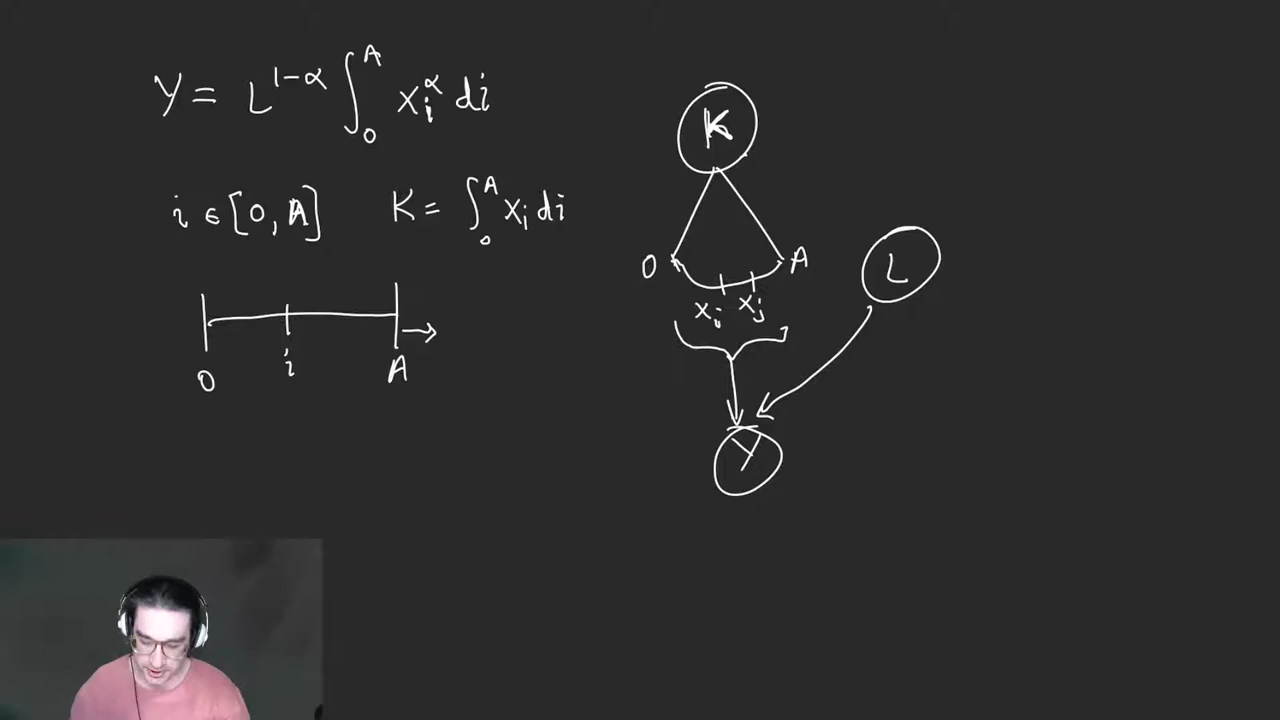 Y = L^{1-α} ∫_0^A x_i^α di
i ∈ [0, A] K = ∫_0^A x_i di
0 i A
K
0 A
x_i x_j
L
Y